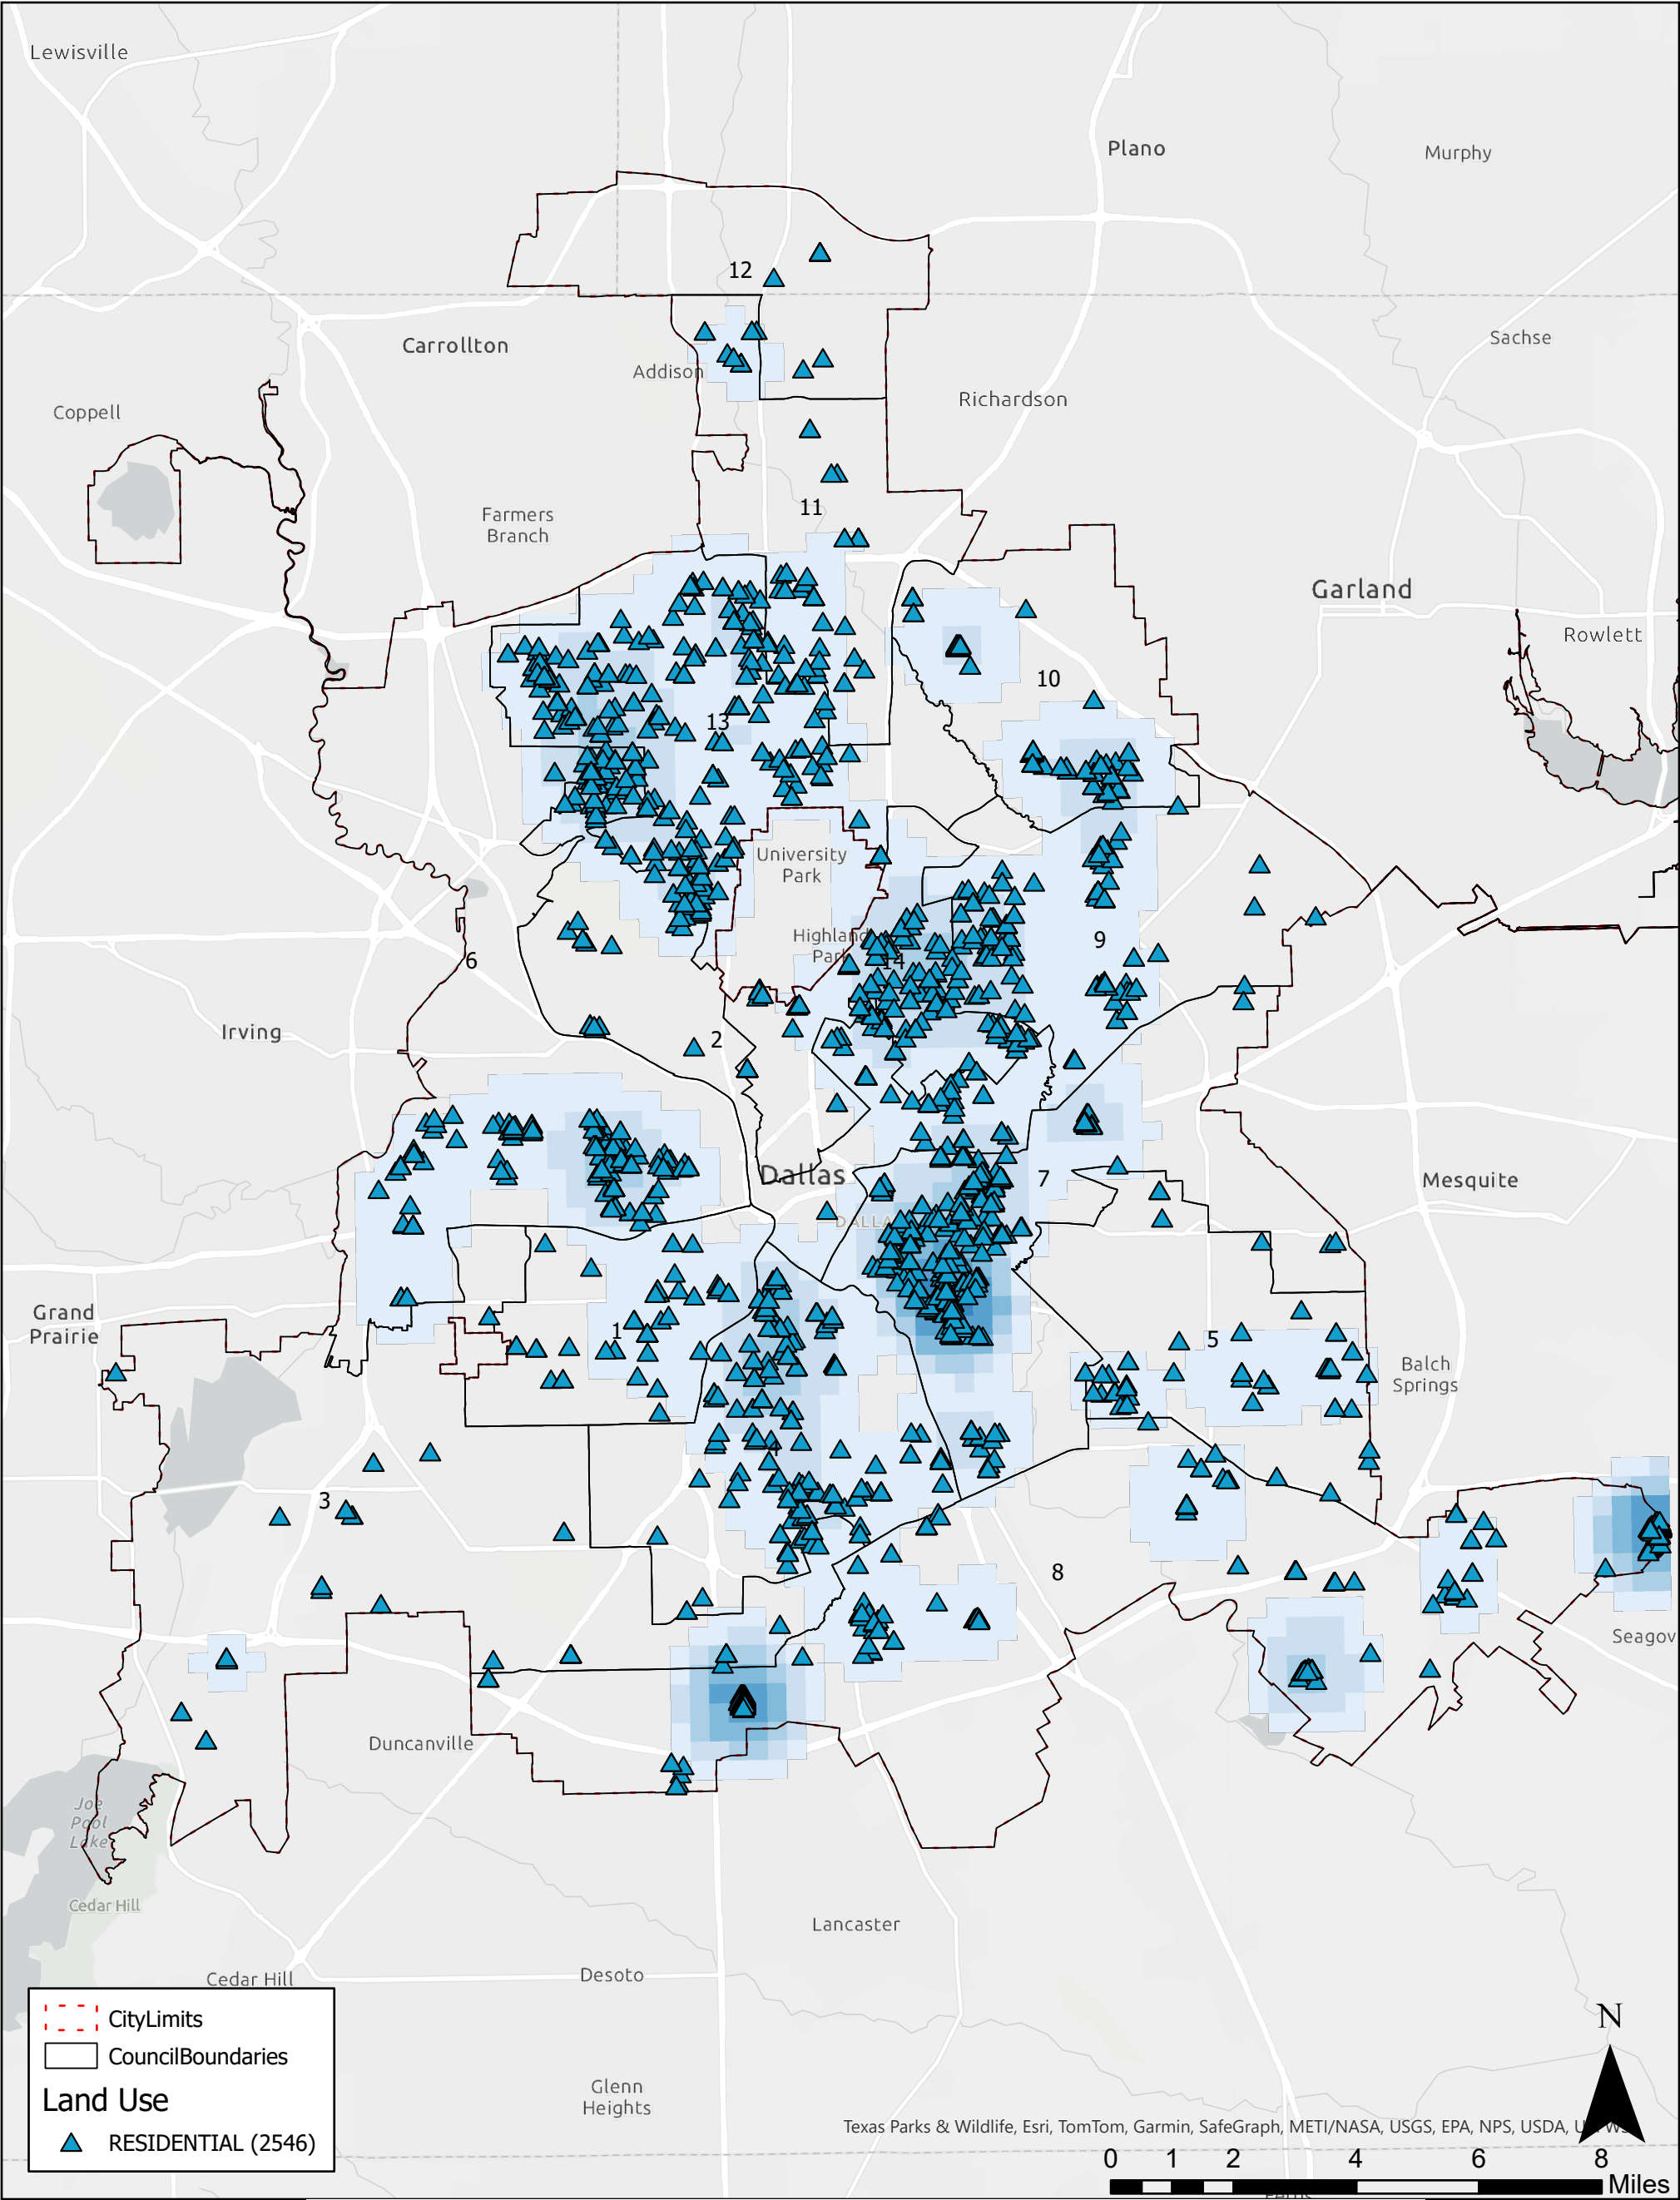 Lewisville
Plano
Murphy
12
Carrollton
Sachse
Addison
Coppell
Richardson
11
Farmers
Branch
Garland
Rowlett
10
13
University
Park
Highland
Park
14
9
6
Irving
2
Dallas
7
Mesquite
DALLA
Grand
Prairie
1
5
Balch
Springs
4
3
8
Seagov
Duncanville
Joe
Pool
Lake
Cedar Hill
Lancaster
Cedar Hill
Desoto
Glenn
Heights
CityLimits
CouncilBoundaries
Land Use
RESIDENTIAL (2546)
N
Texas Parks & Wildlife, Esri, TomTom, Garmin, SafeGraph, METI/NASA, USGS, EPA, NPS, USDA,
0 1 2 4 6 8
Miles